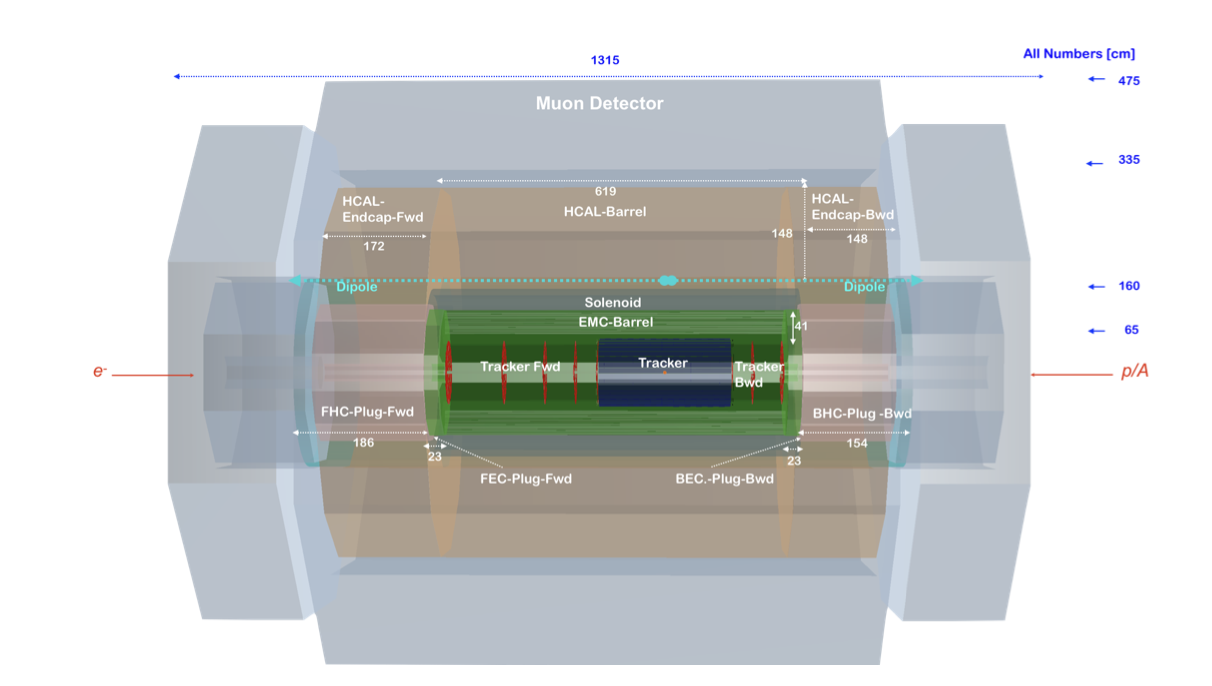 All Numbers [cm]
1315
475
Muon Detector
335
619
HCAL-
Endcap-Fwd
172
HCAL-Barrel
148
HCAL-
Endcap-Bwd
148
Dipole
Dipole
160
Solenoid
EMC-Barrel
41
65
e-
Tracker Fwd
Tracker
Tracker
Bwd
p/A
FHC-Plug-Fwd
186
BHC-Plug -Bwd
154
23
23
FEC-Plug-Fwd
BEC.-Plug-Bwd